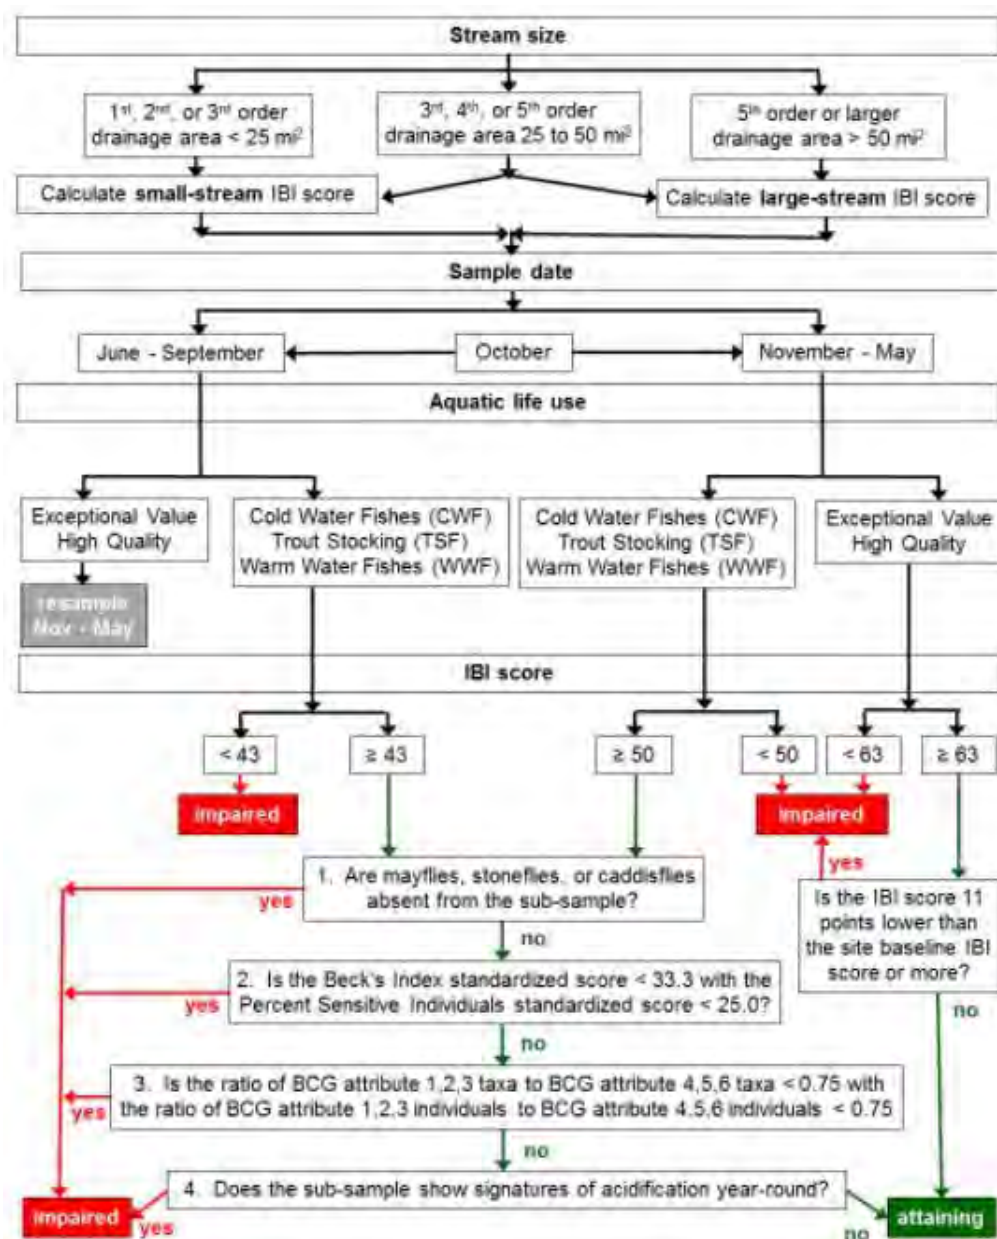 Stream size
1st, 2nd, or 3rd order
drainage area < 25 mi²
3rd, 4th, or 5th order
drainage area 25 to 50 mi²
5th order or larger
drainage area > 50 mi²
Calculate small-stream IBI score
Calculate large-stream IBI score
Sample date
June - September
October
November - May
Aquatic life use
Exceptional Value
High Quality
Cold Water Fishes (CWF)
Trout Stocking (TSF)
Warm Water Fishes (WWF)
Cold Water Fishes (CWF)
Trout Stocking (TSF)
Warm Water Fishes (WWF)
Exceptional Value
High Quality
resample
Nov - May
IBI score
< 43
≥ 43
≥ 50
< 50
< 63
≥ 63
impaired
impaired
yes
1. Are mayflies, stoneflies, or caddisflies
absent from the sub-sample?
yes
no
Is the IBI score 11
points lower than
the site baseline IBI
score or more?
no
2. Is the Beck's Index standardized score < 33.3 with the
Percent Sensitive Individuals standardized score < 25.0?
yes
no
3. Is the ratio of BCG attribute 1,2,3 taxa to BCG attribute 4,5,6 taxa < 0.75 with
the ratio of BCG attribute 1,2,3 individuals to BCG attribute 4,5,6 individuals < 0.75
yes
no
4. Does the sub-sample show signatures of acidification year-round?
impaired
yes
no
attaining